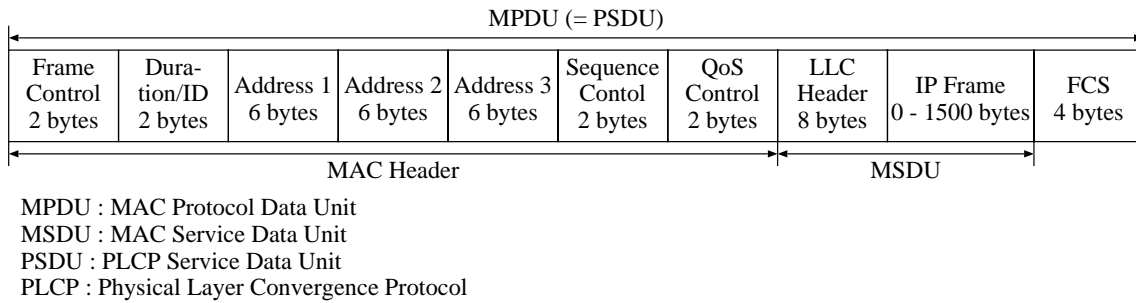 MPDU (= PSDU)
Frame Control 2 bytes
Dura- tion/ID 2 bytes
Address 1 6 bytes
Address 2 6 bytes
Address 3 6 bytes
Sequence Contol 2 bytes
QoS Control 2 bytes
LLC Header 8 bytes
IP Frame 0 - 1500 bytes
FCS 4 bytes
MAC Header
MSDU
MPDU : MAC Protocol Data Unit
MSDU : MAC Service Data Unit
PSDU : PLCP Service Data Unit
PLCP : Physical Layer Convergence Protocol